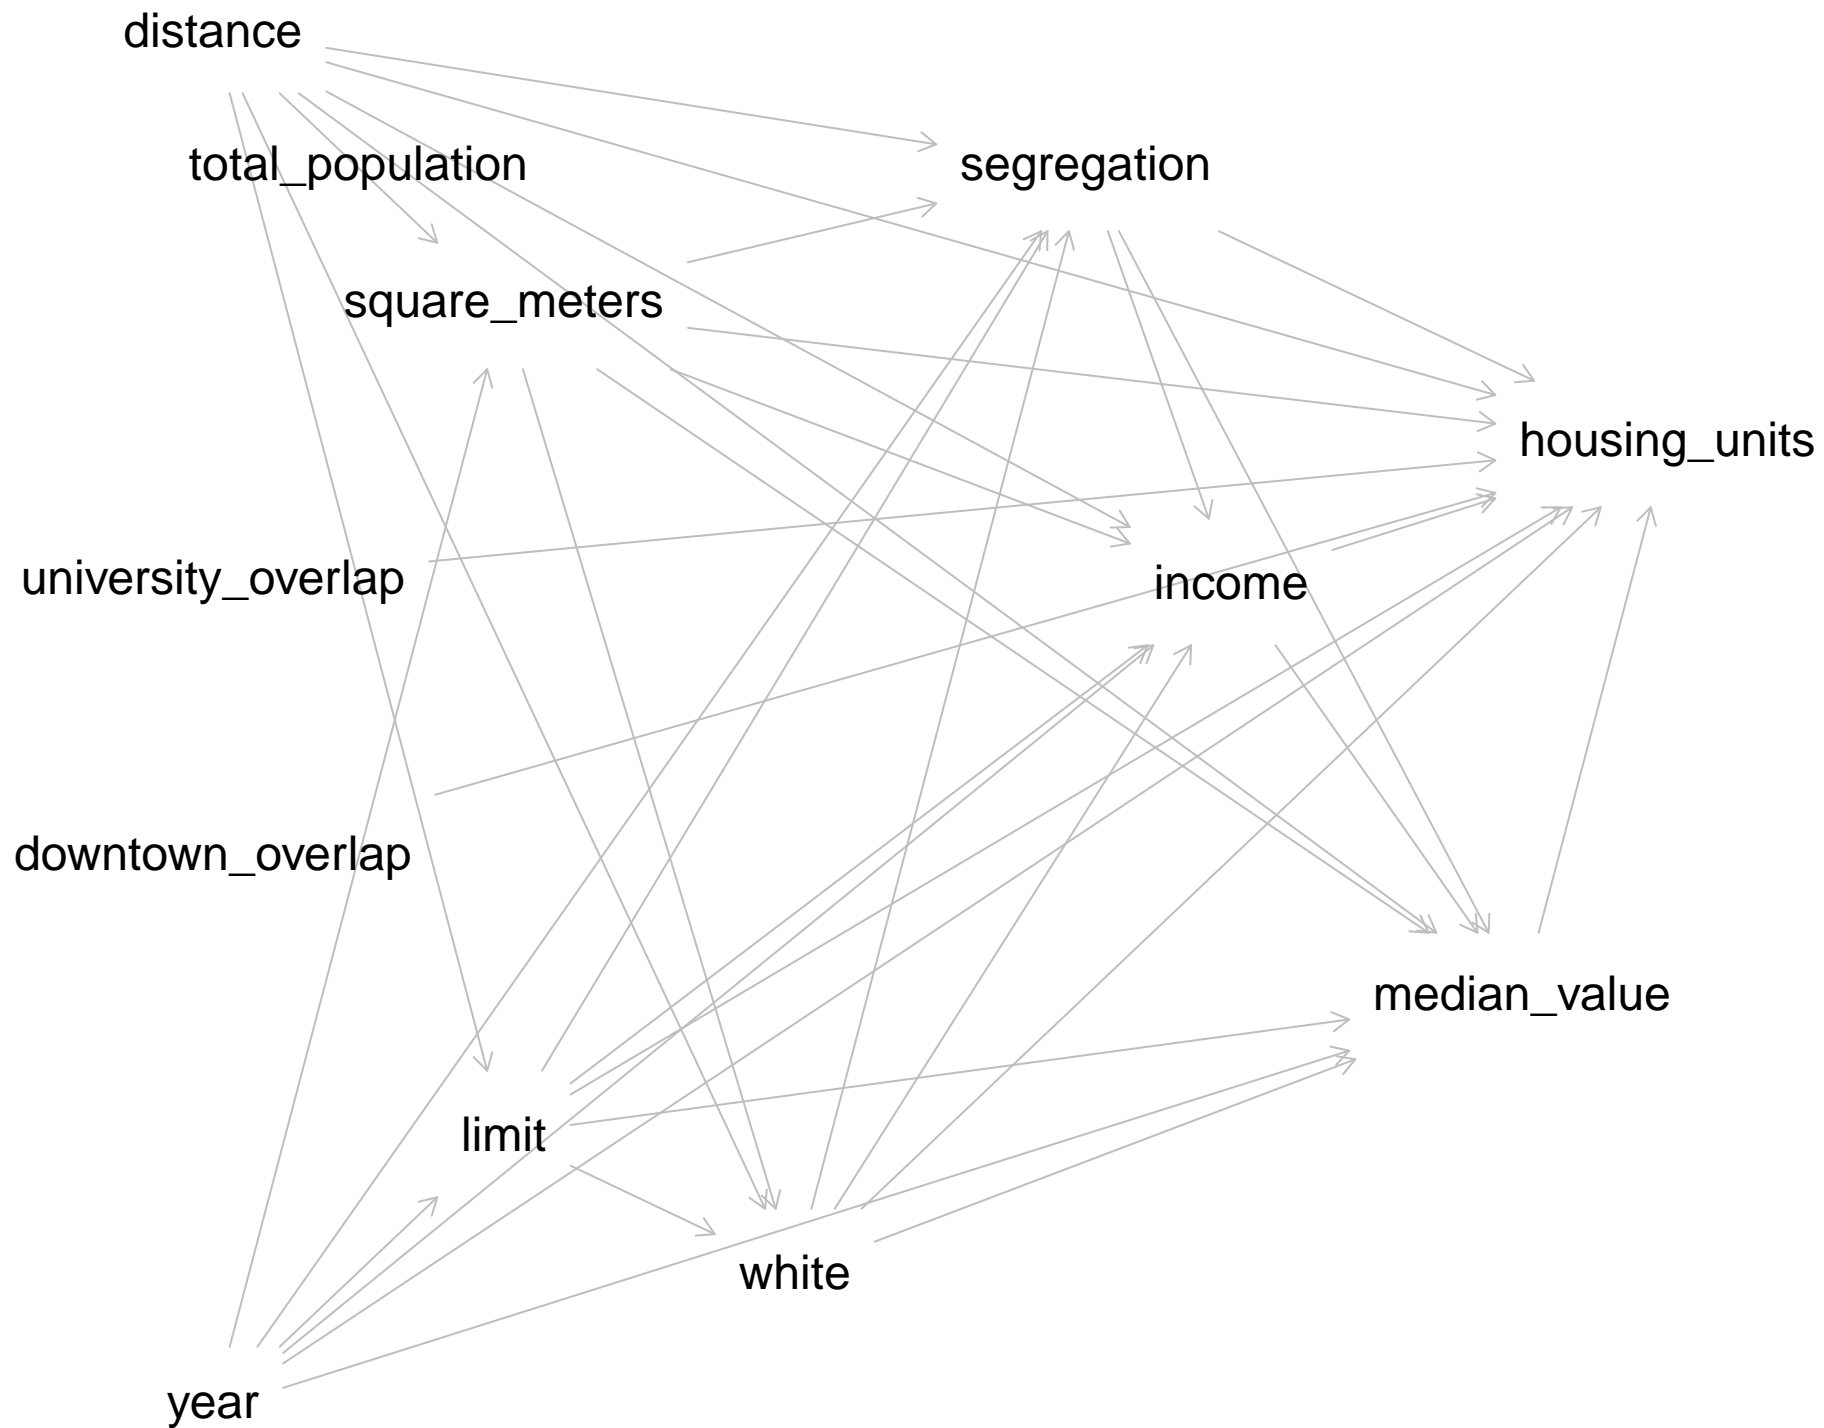 distance
total_population
segregation
square_meters
housing_units
university_overlap
income
downtown_overlap
median_value
limit
white
year